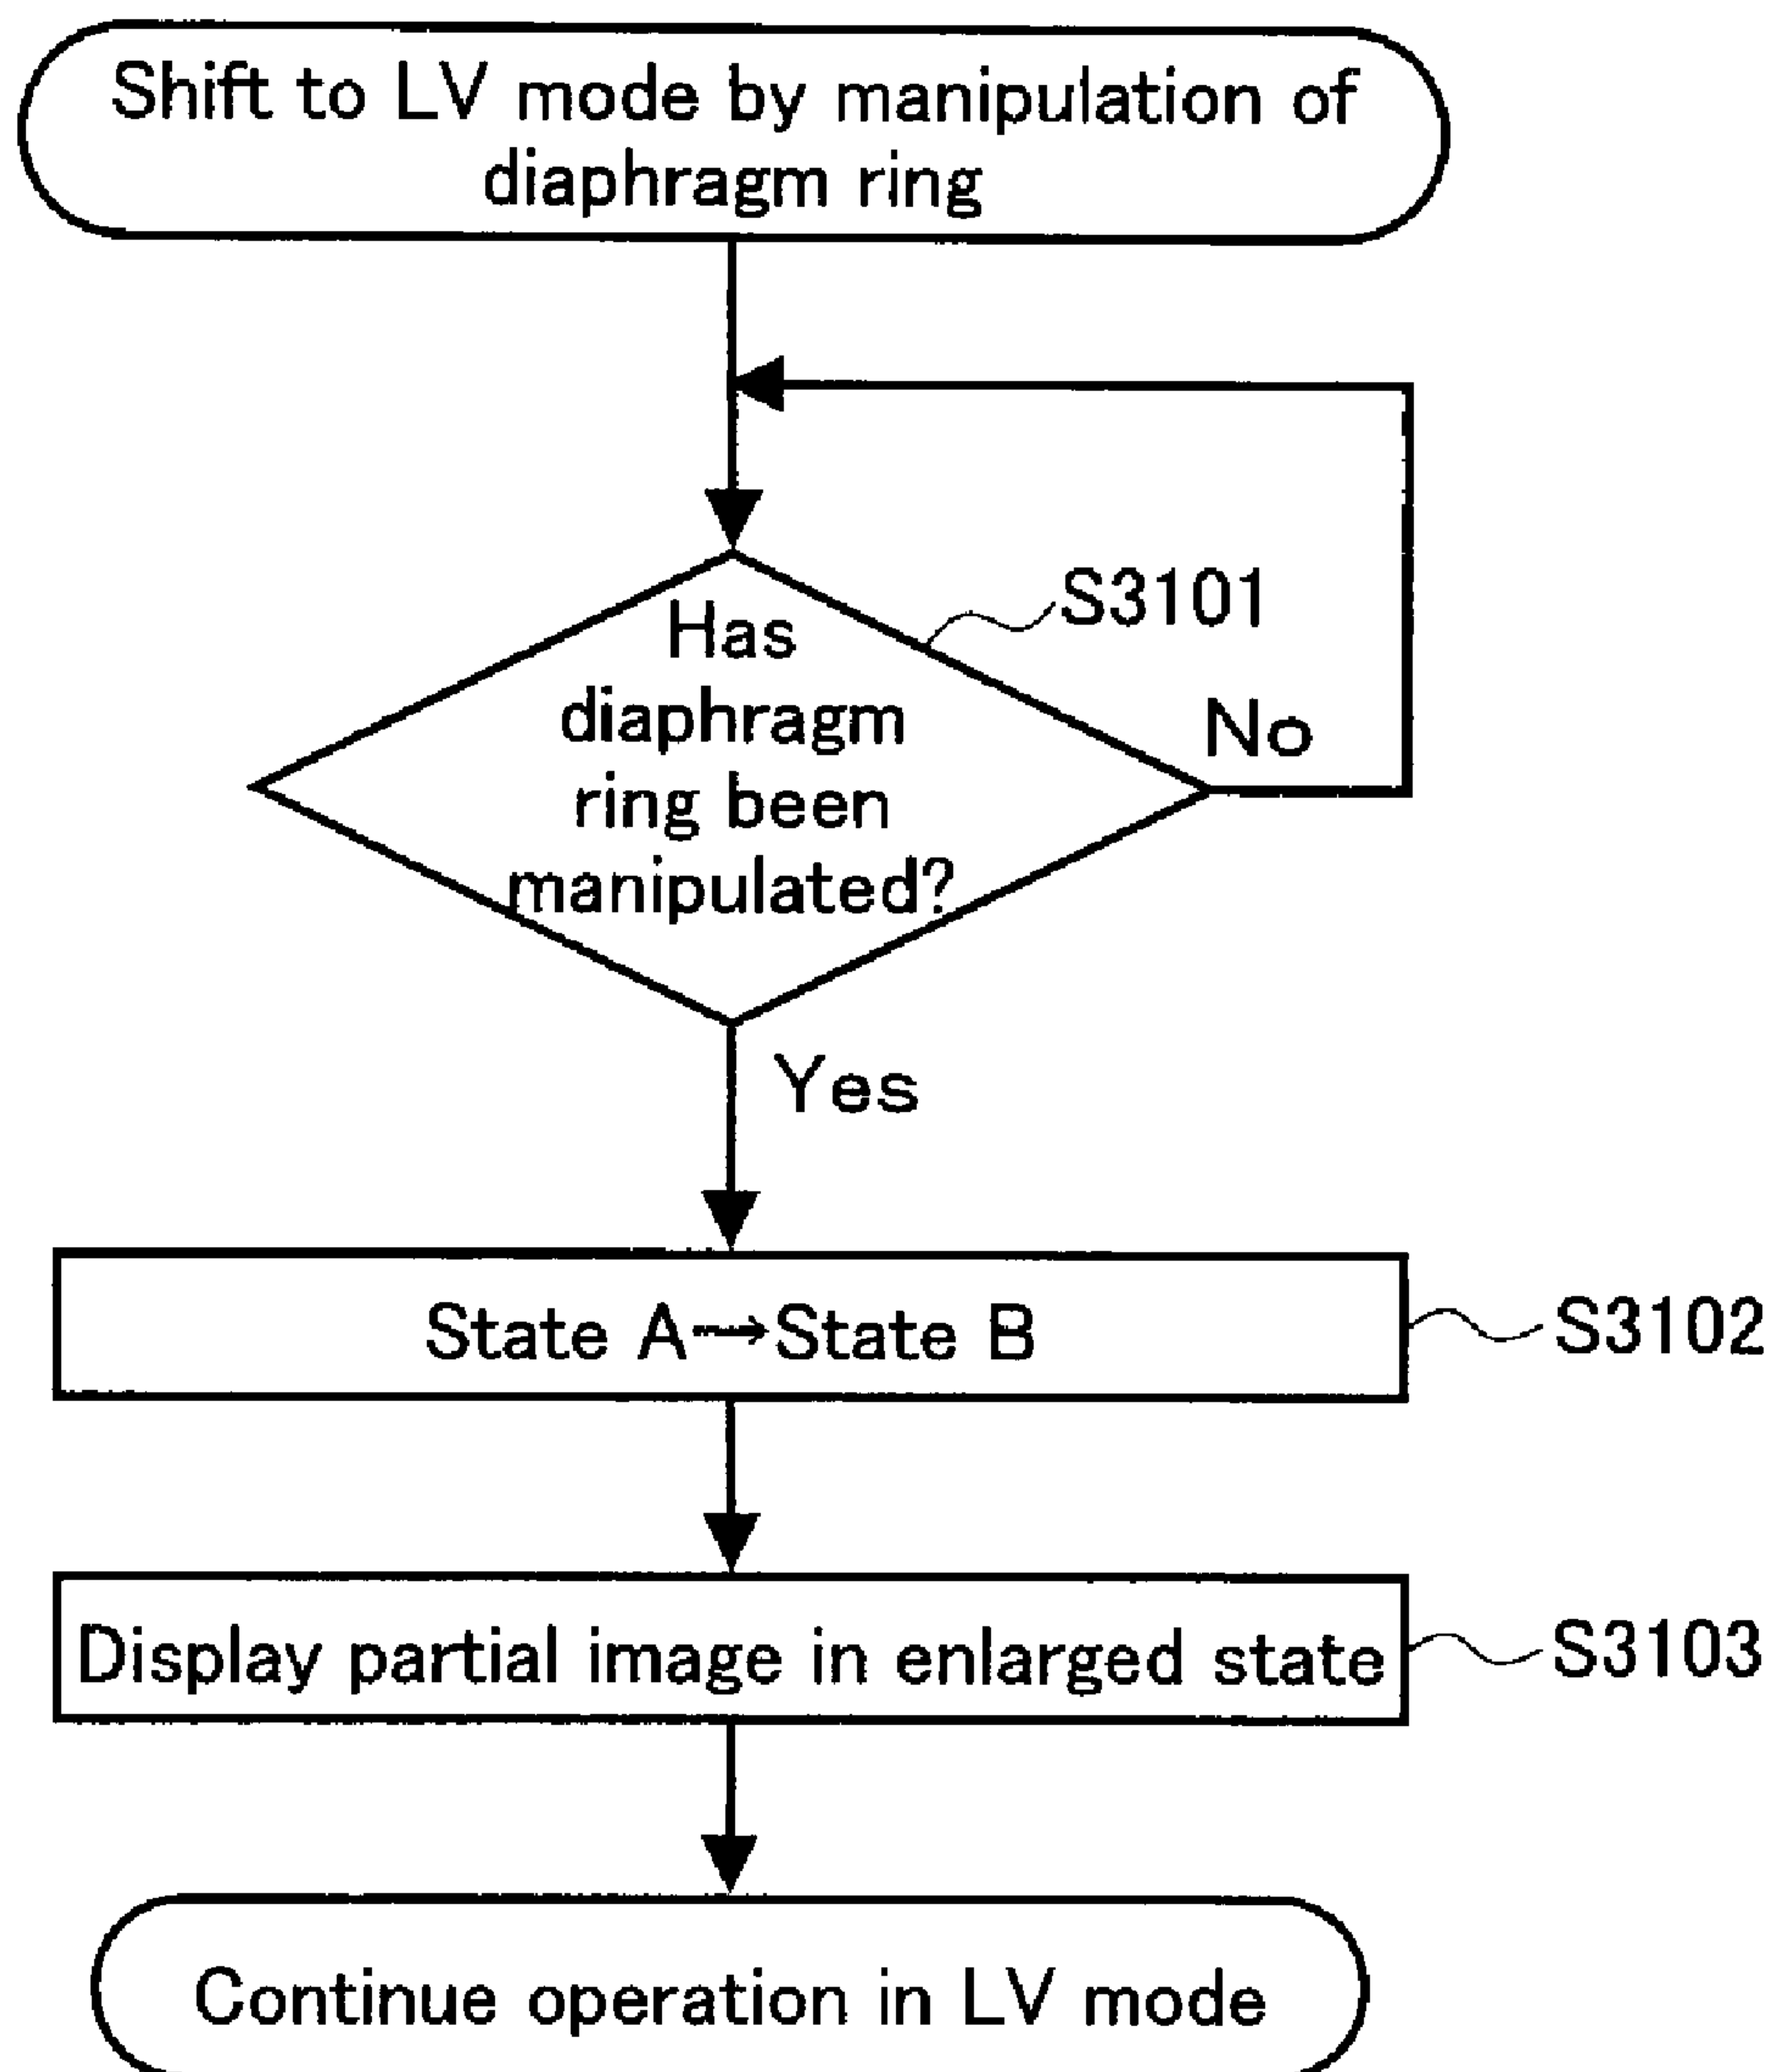 Shift to LV mode by manipulation of
diaphragm ring
S3101
Has
diaphragm
ring been
manipulated?
No
Yes
State A→State B
S3102
Display partial image in enlarged state
S3103
Continue operation in LV mode